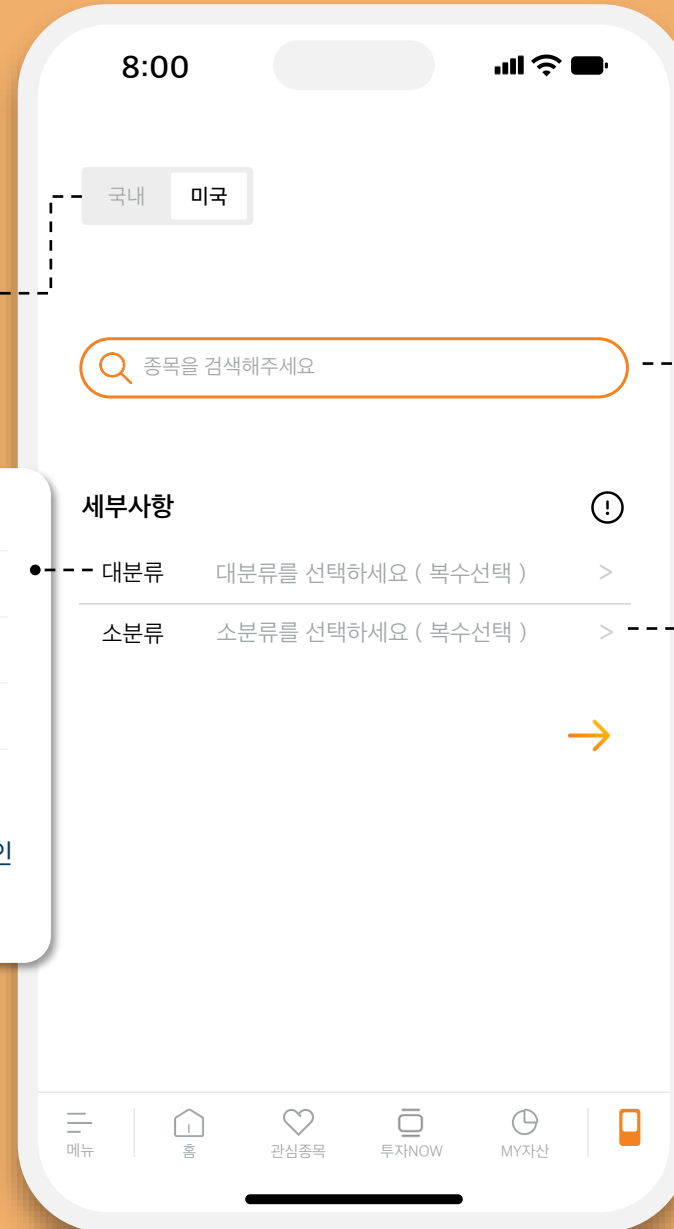 8:00
국내 미국
종목을 검색해주세요
세부사항
대분류 대분류를 선택하세요 ( 복수선택 ) >
소분류 소분류를 선택하세요 ( 복수선택 ) >
인
메뉴 홈 관심종목 투자NOW MY자산